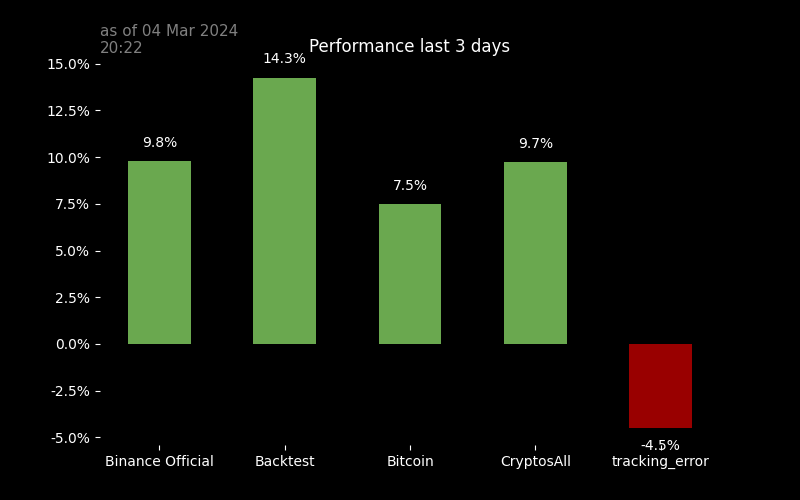 as of 04 Mar 2024
20:22
Performance last 3 days
15.0%
12.5%
10.0%
7.5%
5.0%
2.5%
0.0%
-2.5%
-5.0%
9.8%
14.3%
7.5%
9.7%
-4.5%
Binance Official
Backtest
Bitcoin
CryptosAll
tracking_error